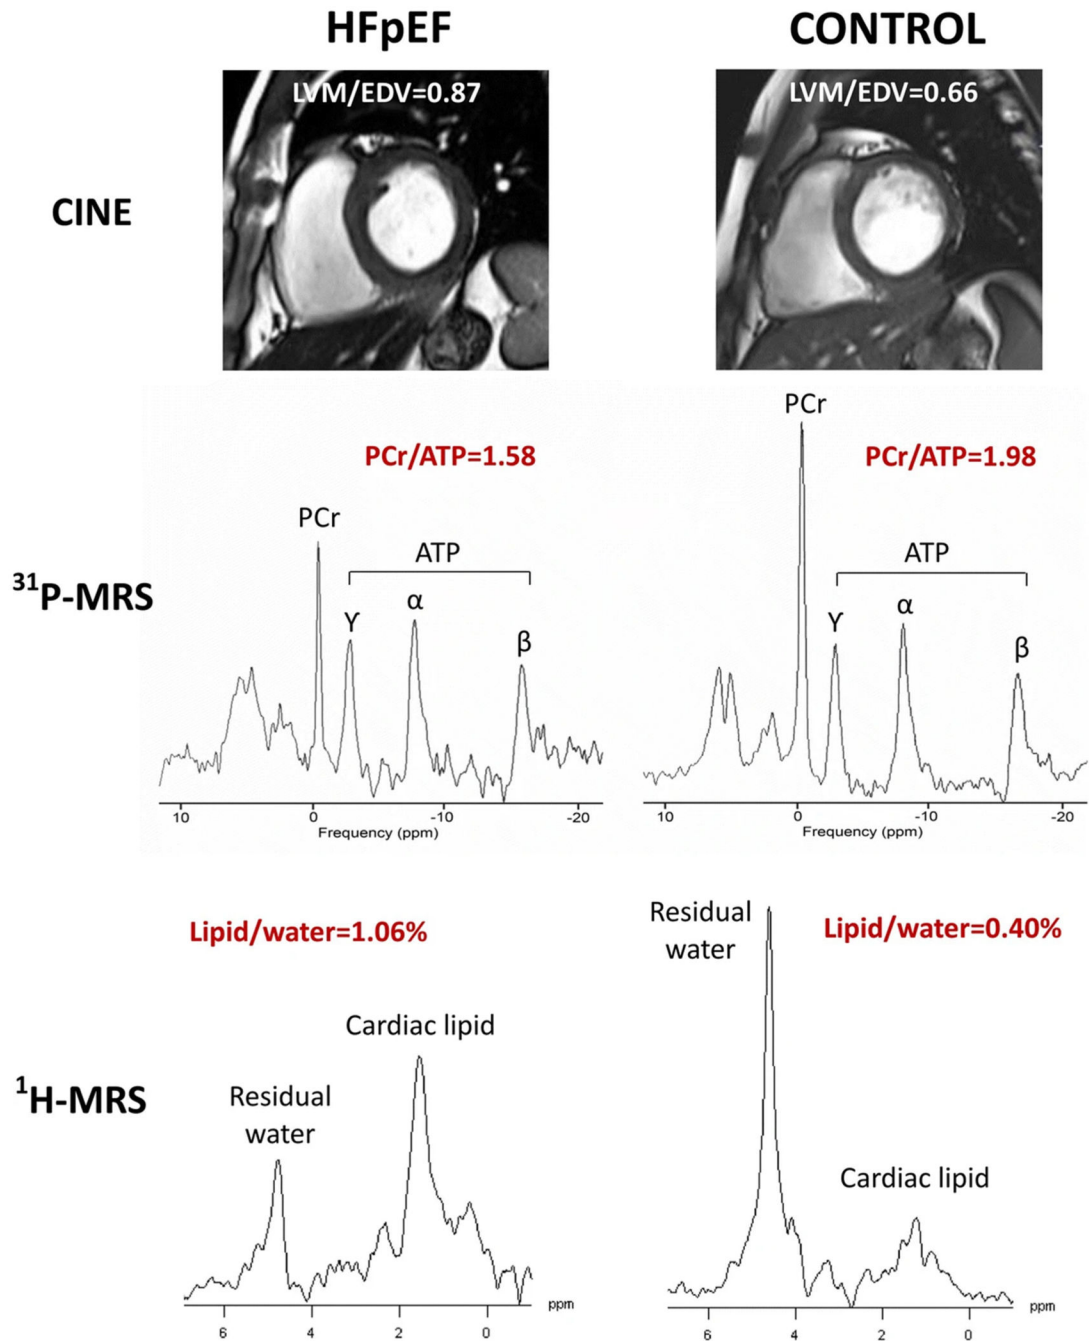 HFpEF
CONTROL
CINE
LVM/EDV=0.87
LVM/EDV=0.66
31P-MRS
PCr/ATP=1.58
PCr
ATP
ϒ
α
β
10 0 -10 -20
Frequency (ppm)
PCr
PCr/ATP=1.98
ATP
ϒ
α
β
10 0 -10 -20
Frequency (ppm)
1H-MRS
Lipid/water=1.06%
Cardiac lipid
Residual
water
6 4 2 0
ppm
Residual
water
Lipid/water=0.40%
Cardiac lipid
6 4 2 0
ppm